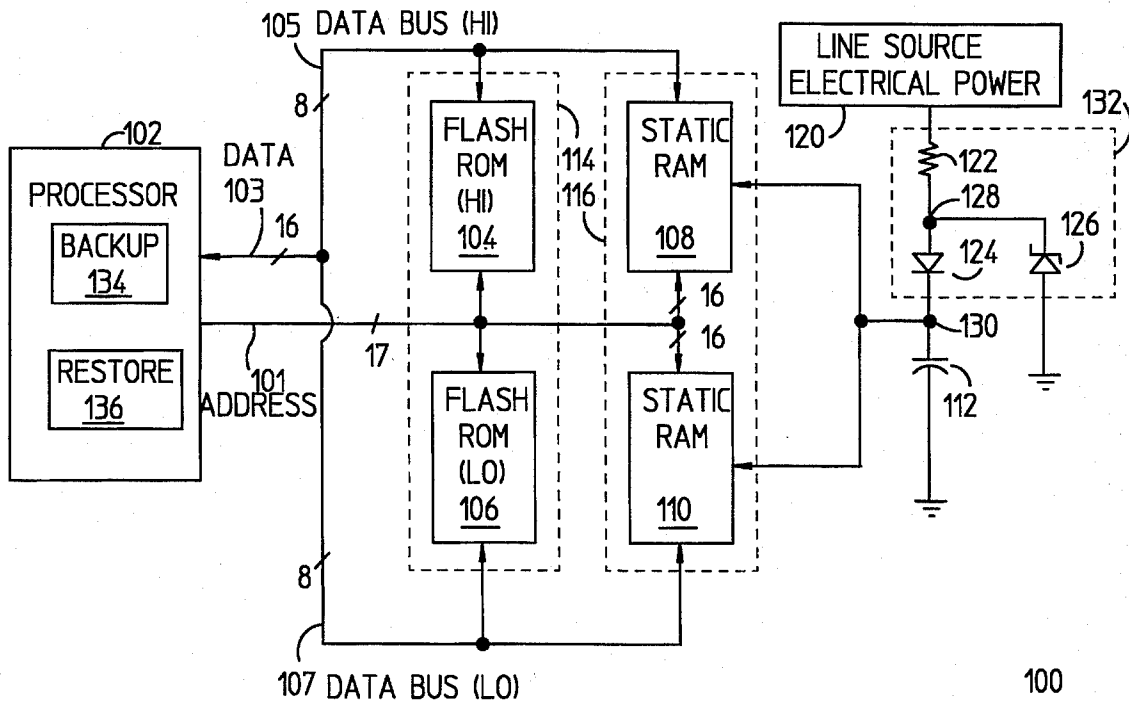 105 DATA BUS (HI)
LINE SOURCE
ELECTRICAL POWER
120
132
8
102
PROCESSOR
BACKUP
134
RESTORE
136
DATA
103
16
FLASH
ROM
(HI)
104
114
116
STATIC
RAM
108
122
128
126
124
16
16
17
101
ADDRESS
130
112
FLASH
ROM
(LO)
106
STATIC
RAM
110
8
107 DATA BUS (LO)
100